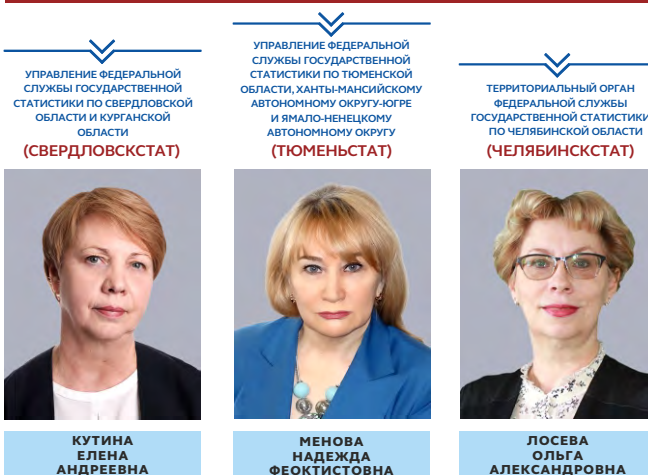 УПРАВЛЕНИЕ ФЕДЕРАЛЬНОЙ
СЛУЖБЫ ГОСУДАРСТВЕННОЙ
СТАТИСТИКИ ПО СВЕРДЛОВСКОЙ
ОБЛАСТИ И КУРГАНСКОЙ
ОБЛАСТИ
(СВЕРДЛОВСКСТАТ)
КУТИНА
ЕЛЕНА
АНДРЕЕВНА
УПРАВЛЕНИЕ ФЕДЕРАЛЬНОЙ
СЛУЖБЫ ГОСУДАРСТВЕННОЙ
СТАТИСТИКИ ПО ТЮМЕНСКОЙ
ОБЛАСТИ, ХАНТЫ-МАНСИЙСКОМУ
АВТОНОМНОМУ ОКРУГУ-ЮГРЕ
И ЯМАЛО-НЕНЕЦКОМУ
АВТОНОМНОМУ ОКРУГУ
(ТЮМЕНЬСТАТ)
МЕНОВА
НАДЕЖДА
ФЕОКТИСТОВНА
ТЕРРИТОРИАЛЬНЫЙ ОРГАН
ФЕДЕРАЛЬНОЙ СЛУЖБЫ
ГОСУДАРСТВЕННОЙ СТАТИСТИКИ
ПО ЧЕЛЯБИНСКОЙ ОБЛАСТИ
(ЧЕЛЯБИНСКСТАТ)
ЛОСЕВА
ОЛЬГА
АЛЕКСАНДРОВНА